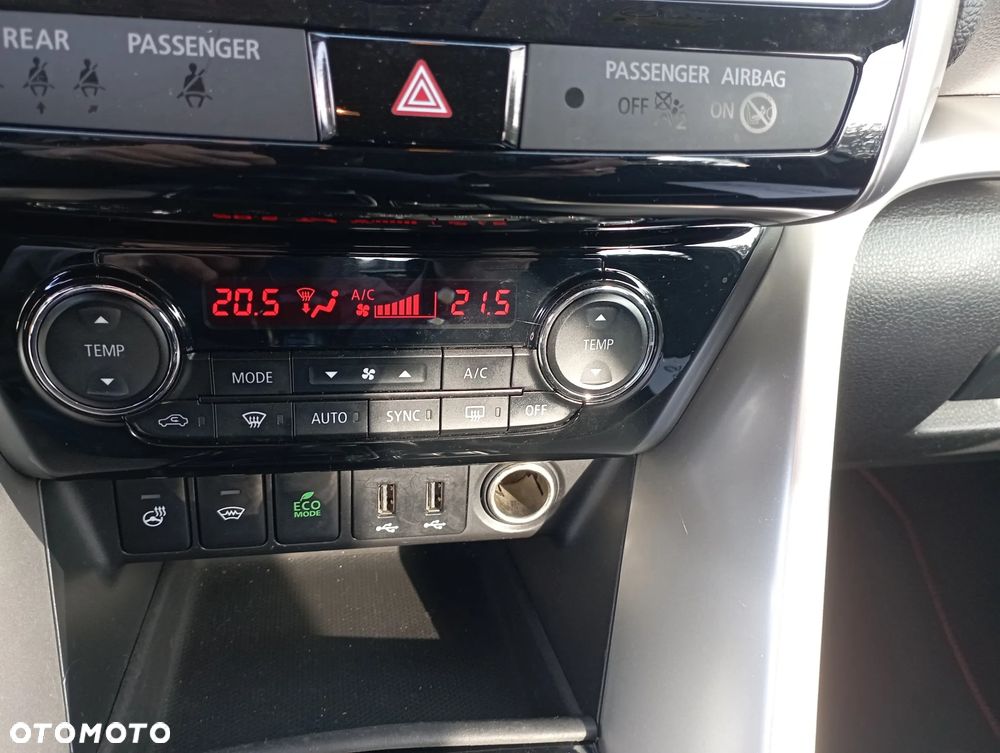 REAR PASSENGER
PASSENGER AIRBAG
OFF ON
20.5 A/C 21.5
TEMP
TEMP
MODE A/C
AUTO SYNC OFF
ECO
MODE
OTOMOTO